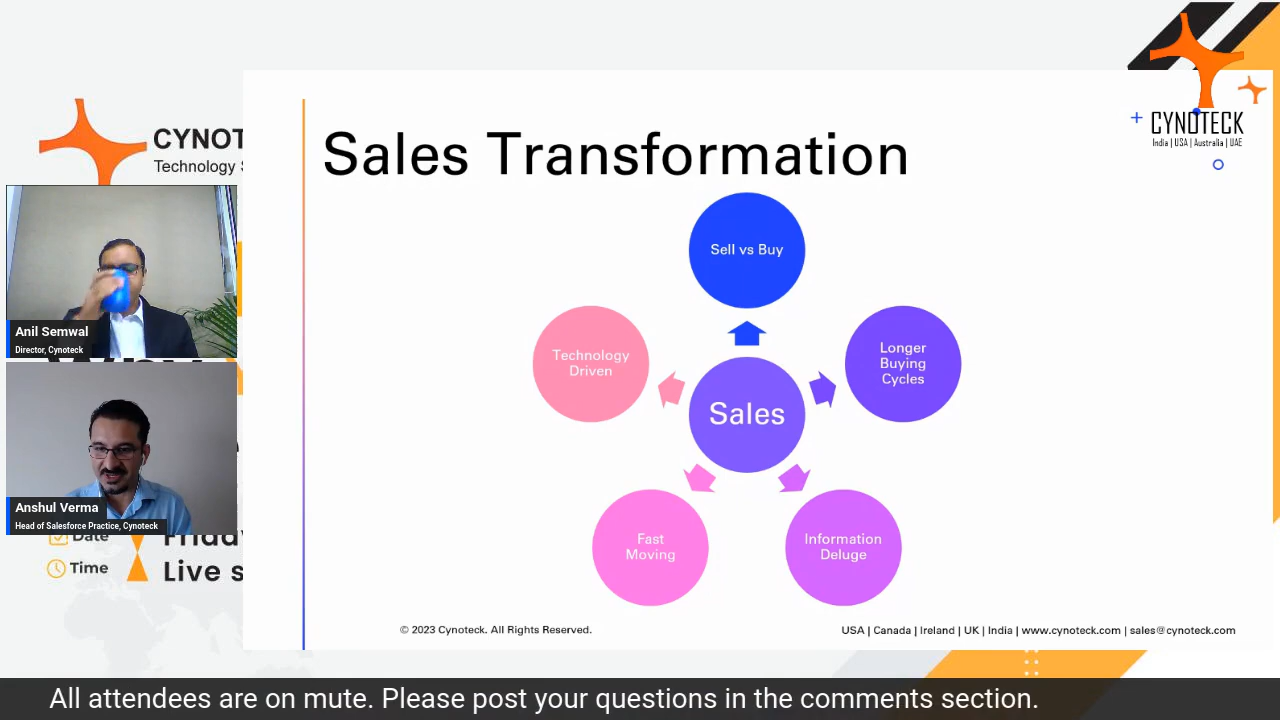 CYNOTECK
India | USA | Australia | UAE
CYNOT
Technology S
Sales Transformation
Sell vs Buy
Technology
Driven
Longer
Buying
Cycles
Sales
Fast
Moving
Information
Deluge
© 2023 Cynoteck. All Rights Reserved.
USA | Canada | Ireland | UK | India | www.cynoteck.com | sales@cynoteck.com
Anil Semwal
Director, Cynoteck
Anshul Verma
Head of Salesforce Practice, Cynoteck
Date
Friday
Time
Live s
All attendees are on mute. Please post your questions in the comments section.